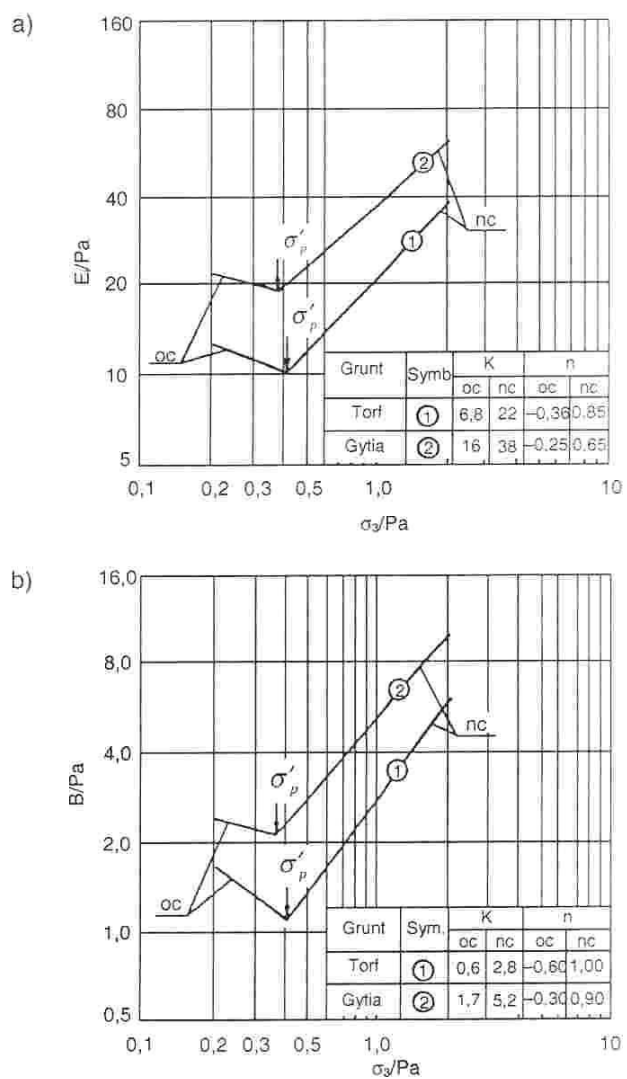 a)
160
80
40
20
10
5
0,1
0,2
0,3
0,5
1,0
10
σ₃/Pa
σ′p
σ′p
oc
nc
②
①
Grunt Symb K n
oc nc oc nc
Torf ① 6,8 22 –0,36 0.85
Gytia ② 16 38 –0.25 0.65
b)
B/Pa
16,0
8,0
4,0
2,0
1,0
0,5
0,1
0,2
0,3
0,5
1,0
10
σ₃/Pa
σ′p
σ′p
oc
nc
②
①
Grunt Sym. K n
oc nc oc nc
Torf ① 0,6 2,8 –0,60 1,00
Gytia ② 1,7 5,2 –0.30 0,90